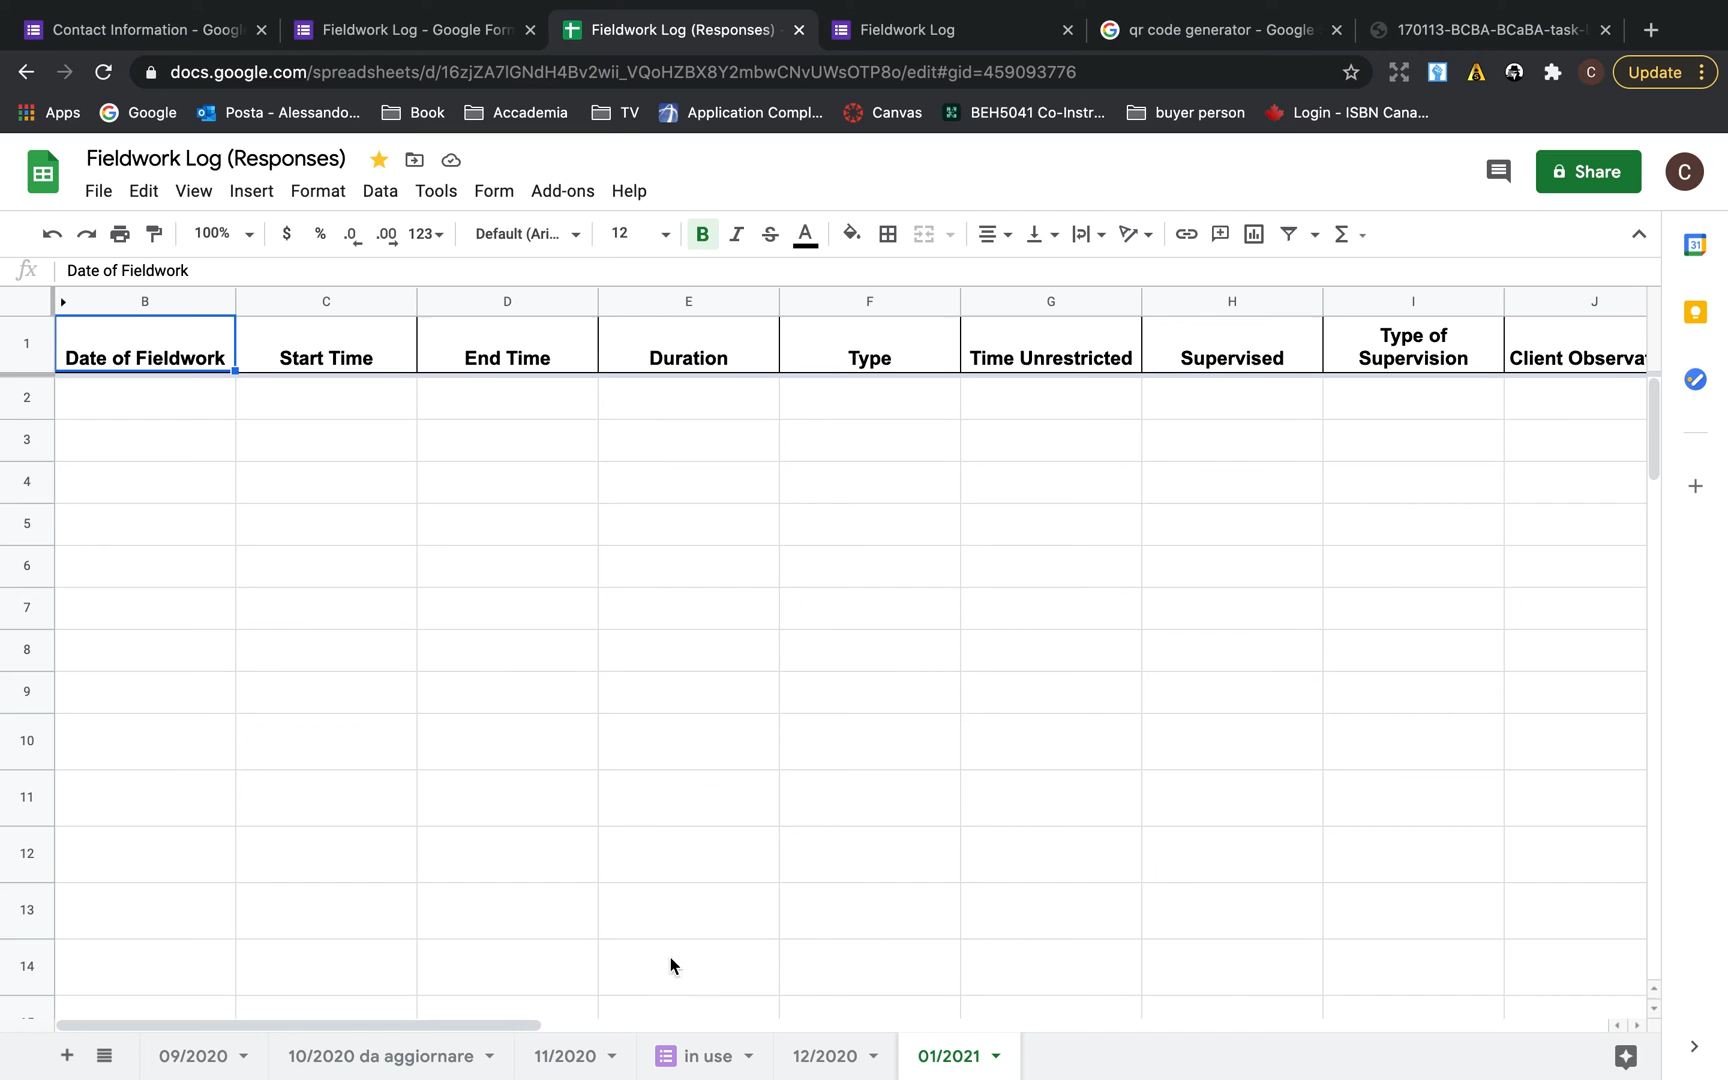 Contact Information - Googl
Fieldwork Log - Google Forr
Fieldwork Log (Responses)
Fieldwork Log
qr code generator - Google
170113-BCBA-BCaBA-task-
docs.google.com/spreadsheets/d/16zjZA7lGNdH4Bv2wii_VQoHZBX8Y2mbwCNvUWsOTP8o/edit#gid=459093776
C
Update
Apps
Google
Posta - Alessando...
Book
Accademia
TV
Application Compl...
Canvas
BEH5041 Co-Instr...
buyer person
Login - ISBN Cana...
Fieldwork Log (Responses)
Share
C
File Edit View Insert Format Data Tools Form Add-ons Help
100% $ % .0 .00 123 Default (Ari... 12 B I S A
31
fx Date of Fieldwork
B C D E F G H I J
1 Date of Fieldwork Start Time End Time Duration Type Time Unrestricted Supervised Type of Supervision Client Observat
2
3
4
5
6
7
8
9
10
11
12
13
14
09/2020 10/2020 da aggiornare 11/2020 in use 12/2020 01/2021